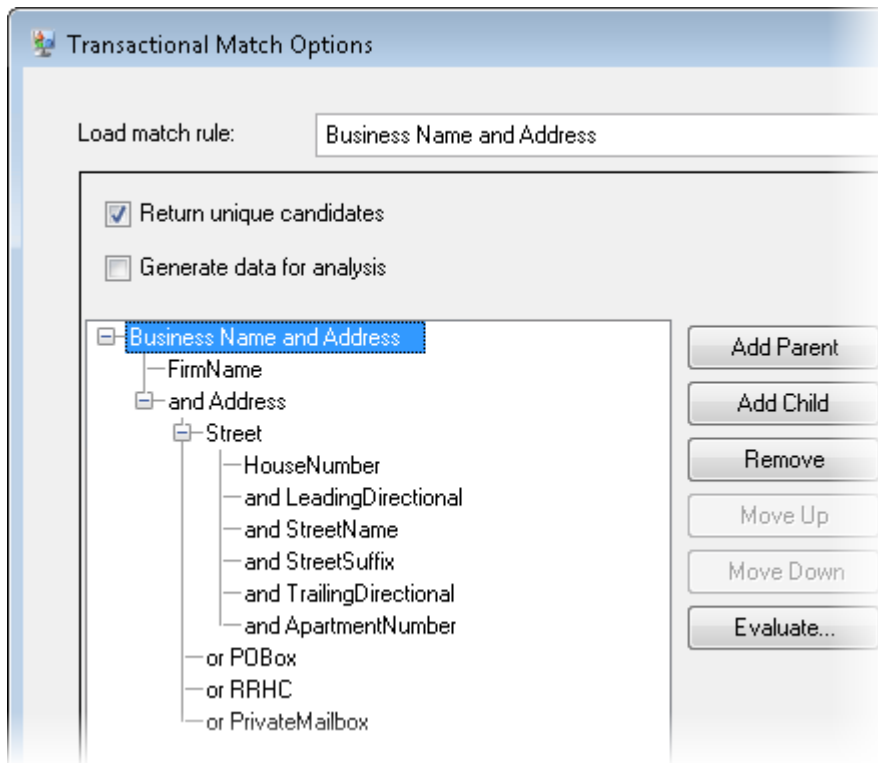 Transactional Match Options
Load match rule: Business Name and Address
Return unique candidates
Generate data for analysis
Business Name and Address
FirmName
and Address
Street
HouseNumber
and LeadingDirectional
and StreetName
and StreetSuffix
and TrailingDirectional
and ApartmentNumber
or POBox
or RRHC
or PrivateMailbox
Add Parent
Add Child
Remove
Move Up
Move Down
Evaluate...